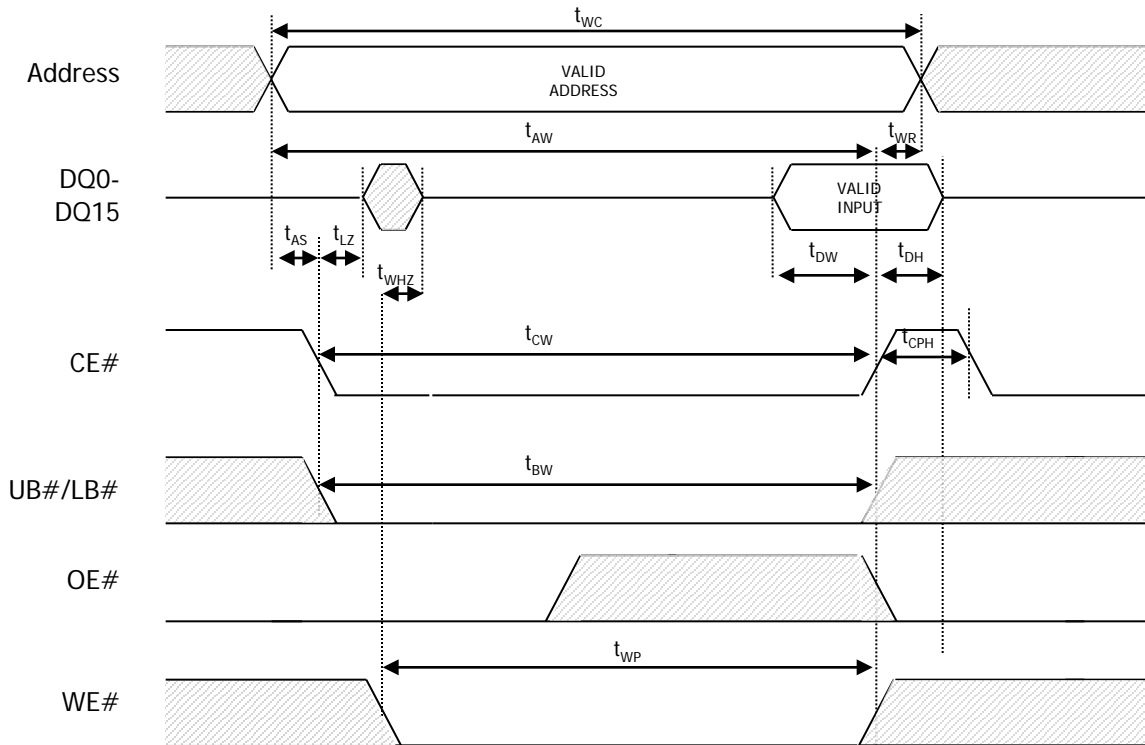 tWC
Address
VALID
ADDRESS
tAW
tWR
DQ0-
DQ15
VALID
INPUT
tAS
tLZ
tDW
tDH
tWHZ
CE#
tCW
tCPH
UB#/LB#
tBW
OE#
tWP
WE#